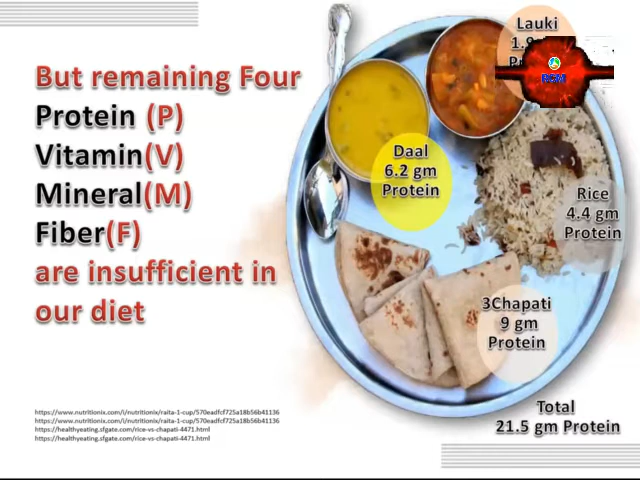 But remaining Four
Protein (P)
Vitamin(V)
Mineral(M)
Fiber(F)
are insufficient in
our diet
Lauki
RCM
Daal
6.2 gm
Protein
Rice
4.4 gm
Protein
3Chapati
9 gm
Protein
Total
21.5 gm Protein
https://www.nutritionix.com/i/nutritionix/raita-1-cup/570eadfcf725a18b56b41136
https://www.nutritionix.com/i/nutritionix/raita-1-cup/570eadfcf725a18b56b41136
https://healthyeating.sfgate.com/rice-vs-chapati-4471.html
https://healthyeating.sfgate.com/rice-vs-chapati-4471.html